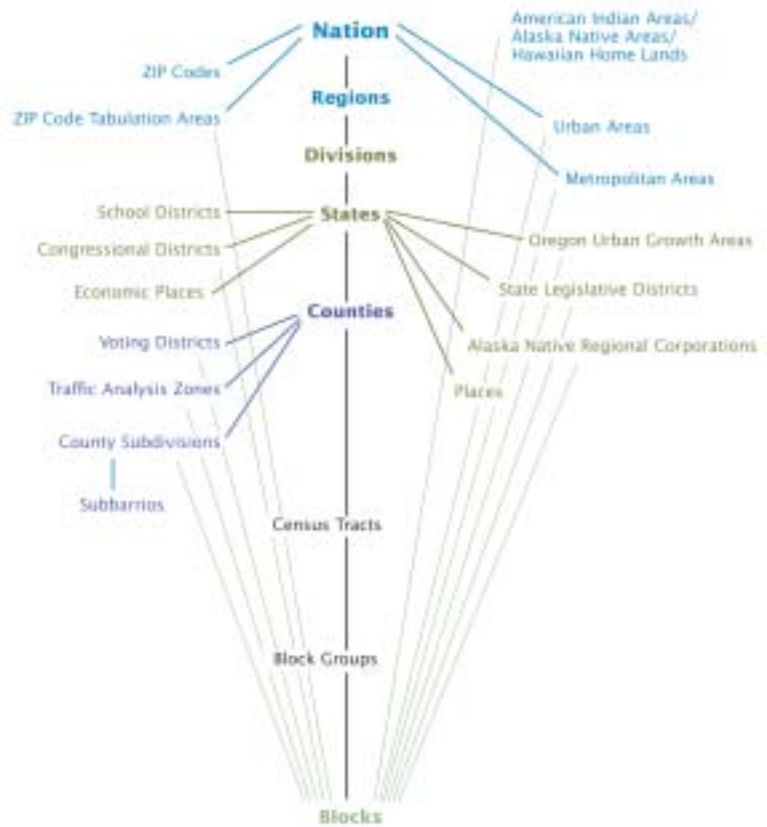 Nation
American Indian Areas/
Alaska Native Areas/
Hawaiian Home Lands
ZIP Codes
Regions
ZIP Code Tabulation Areas
Urban Areas
Divisions
Metropolitan Areas
School Districts
States
Congressional Districts
Oregon Urban Growth Areas
Economic Places
State Legislative Districts
Counties
Voting Districts
Alaska Native Regional Corporations
Traffic Analysis Zones
Places
County Subdivisions
Subbarrios
Census Tracts
Block Groups
Blocks